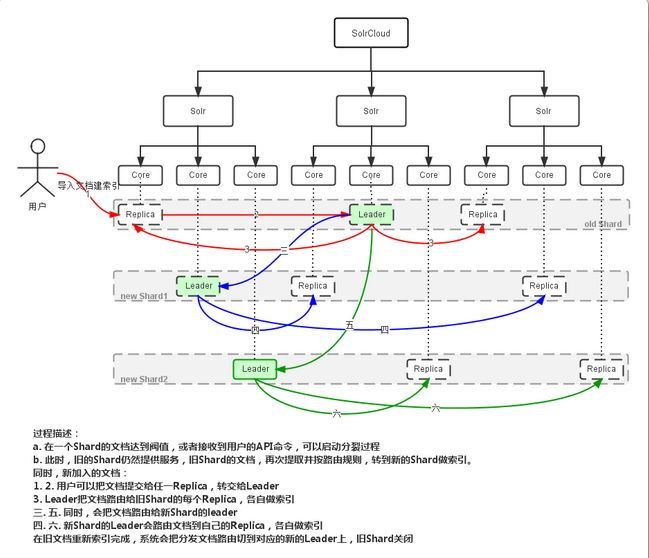 SolrCloud
Solr Solr Solr
Core Core Core Core Core Core Core Core Core
导入文档建索引
1
用户
Replica 2 Leader Replica
old Shard
3 三 3
Leader Replica Replica
new Shard1
四 五 四
Leader Replica Replica
new Shard2
六 六
过程描述：
a. 在一个Shard的文档达到阀值，或者接收到用户的API命令，可以启动分裂过程
b. 此时，旧的Shard仍然提供服务，旧Shard的文档，再次提取并按路由规则，转到新的Shard做索引。
同时，新加入的文档：
1. 2. 用户可以把文档提交给任一Replica，转交给Leader
3. Leader把文档路由给旧Shard的每个Replica，各自做索引
三. 五. 同时，会把文档路由给新Shard的leader
四. 六. 新Shard的Leader会路由文档到自己的Replica，各自做索引
在旧文档重新索引完成，系统会把分发文档路由切到对应的新的Leader上，旧Shard关闭